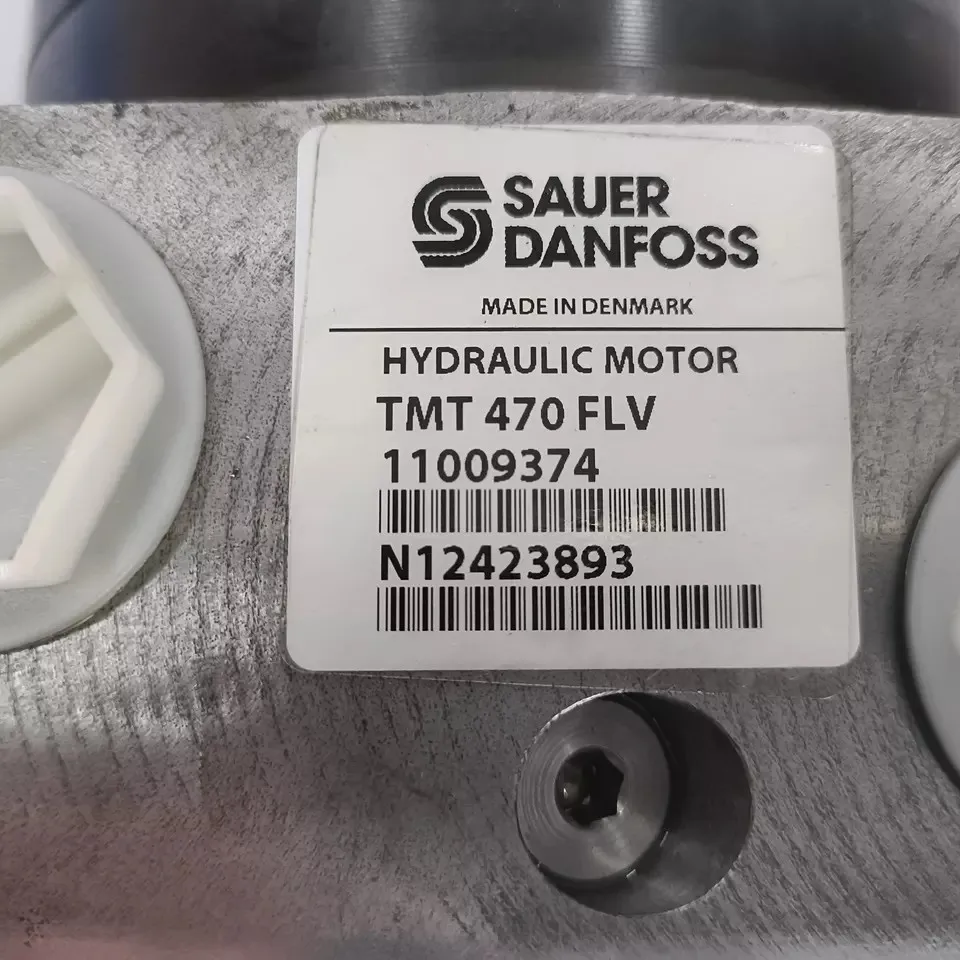 SAUER
DANFOSS
MADE IN DENMARK
HYDRAULIC MOTOR
TMT 470 FLV
11009374
N12423893